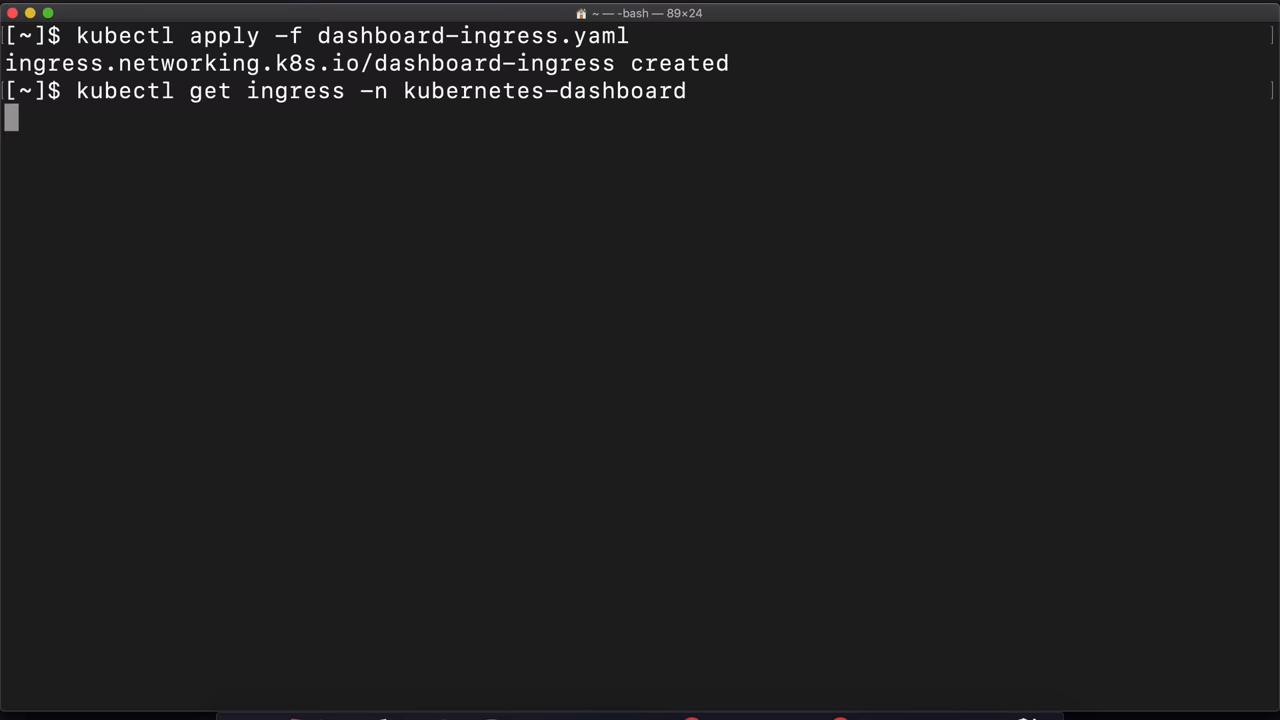 ~ — -bash — 89×24
[~]$ kubectl apply -f dashboard-ingress.yaml
ingress.networking.k8s.io/dashboard-ingress created
[~]$ kubectl get ingress -n kubernetes-dashboard